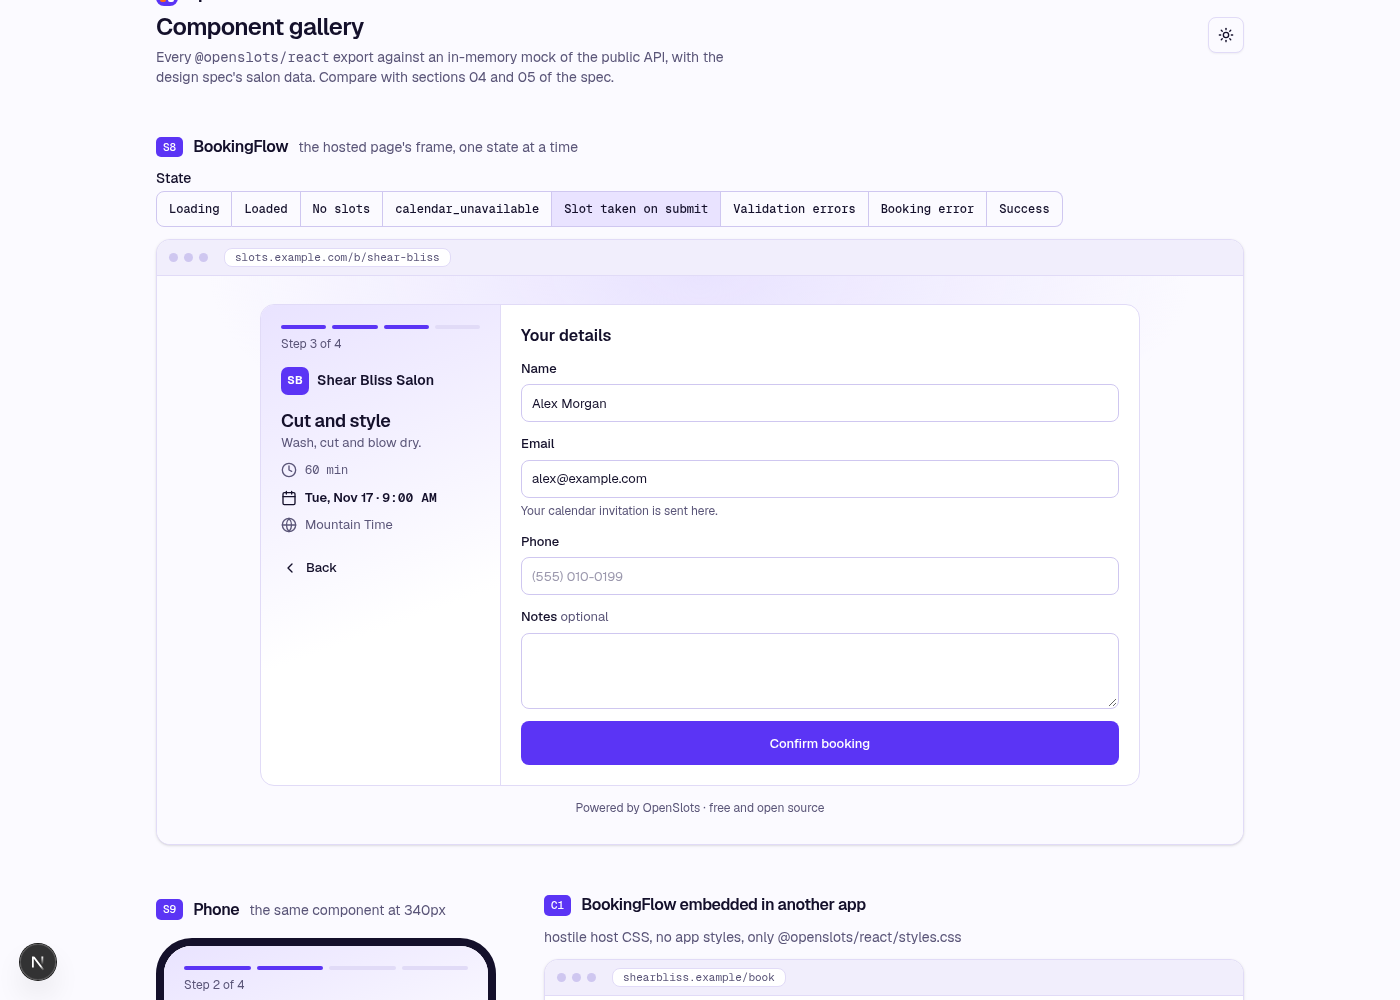 Component gallery
Every @openslots/react export against an in-memory mock of the public API, with the
design spec's salon data. Compare with sections 04 and 05 of the spec.
S8 BookingFlow the hosted page's frame, one state at a time
State
Loading Loaded No slots calendar_unavailable Slot taken on submit Validation errors Booking error Success
slots.example.com/b/shear-bliss
Step 3 of 4
SB Shear Bliss Salon
Cut and style
Wash, cut and blow dry.
60 min
Tue, Nov 17 · 9:00 AM
Mountain Time
Back
Your details
Name
Alex Morgan
Email
alex@example.com
Your calendar invitation is sent here.
Phone
(555) 010-0199
Notes optional
Confirm booking
Powered by OpenSlots · free and open source
S9 Phone the same component at 340px
Step 2 of 4
C1 BookingFlow embedded in another app
hostile host CSS, no app styles, only @openslots/react/styles.css
shearbliss.example/book
N